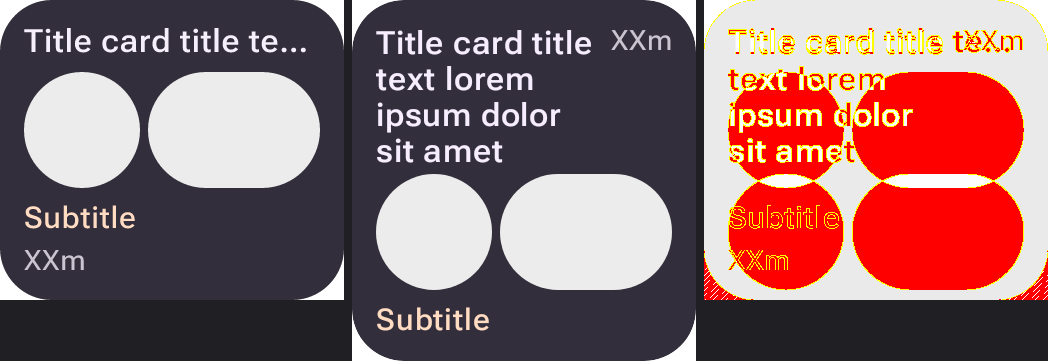 Title card title te...
Subtitle
XXm
Title card title XXm
text lorem
ipsum dolor
sit amet
Subtitle
Title card title te... XXm
text lorem
ipsum dolor
sit amet
Subtitle
XXm